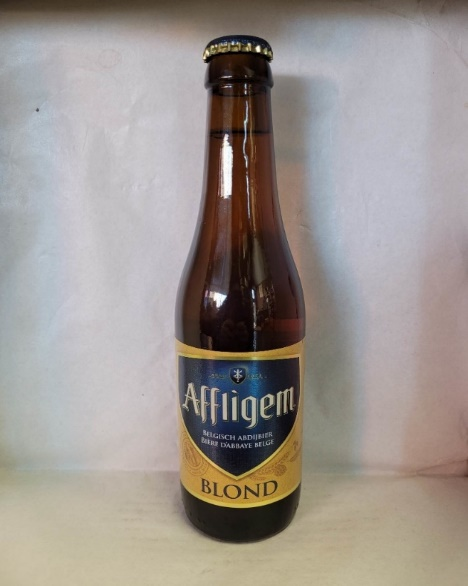 Affligem
BELGISCH ABDIJBIER
BIÈRE D'ABBAYE BELGE
BLOND